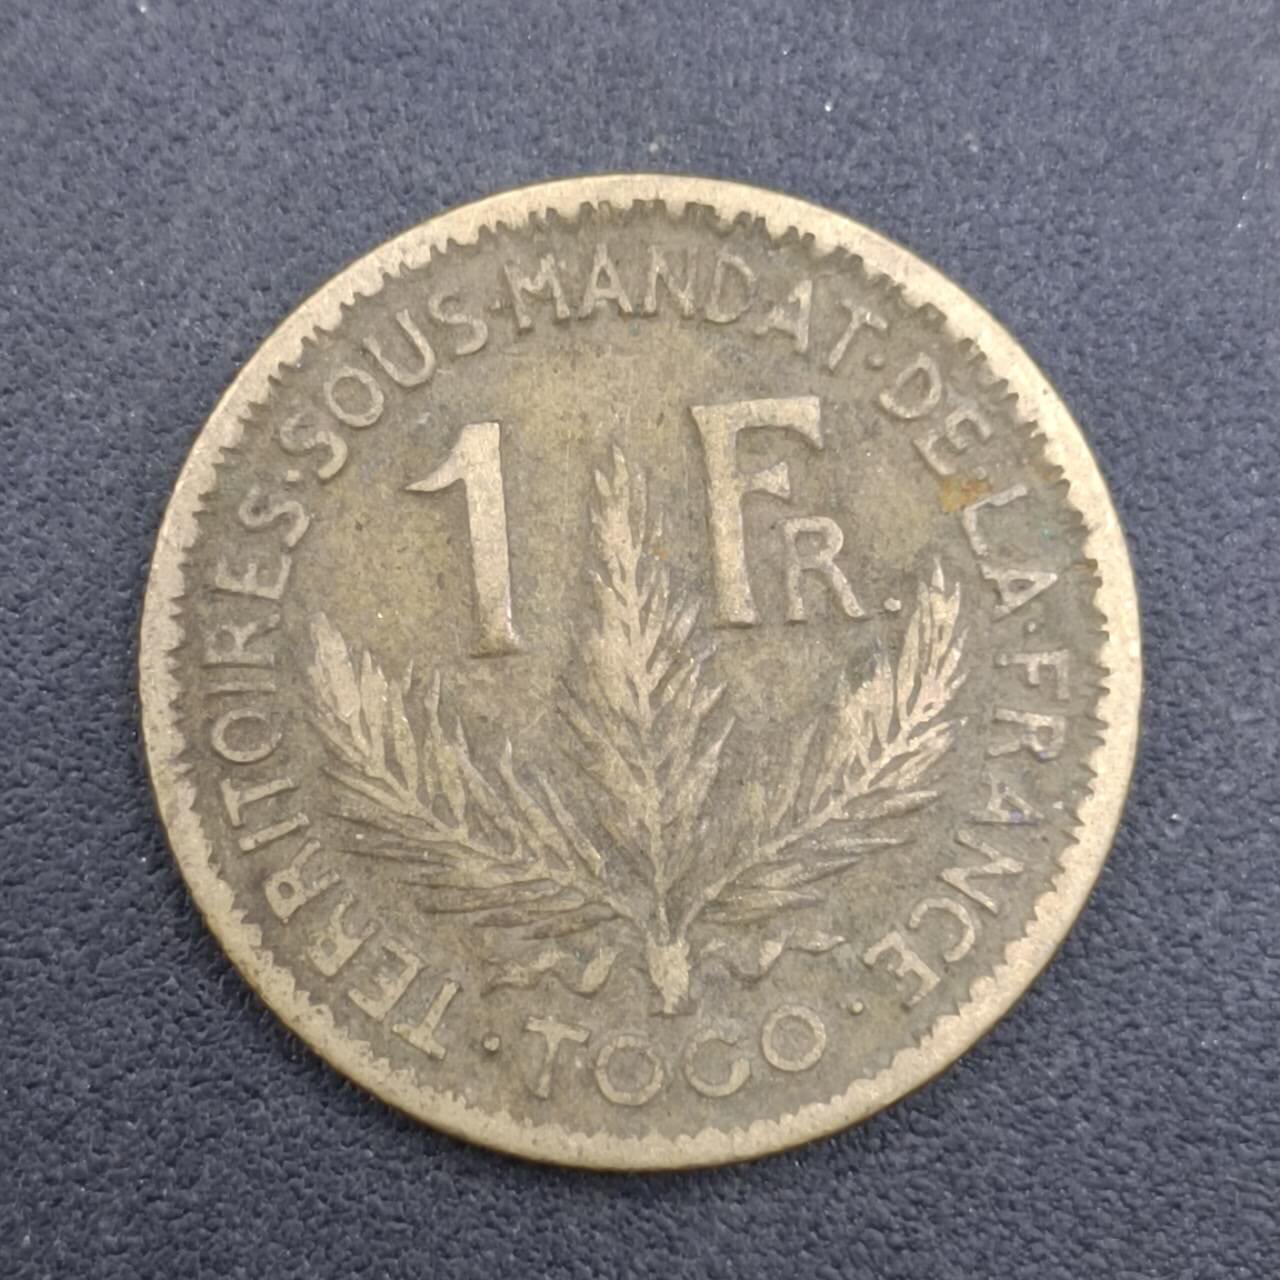 TERRITOIRES·SOUS·MANDAT·DE·LA·FRANCE
1 FR.
·TOGO·